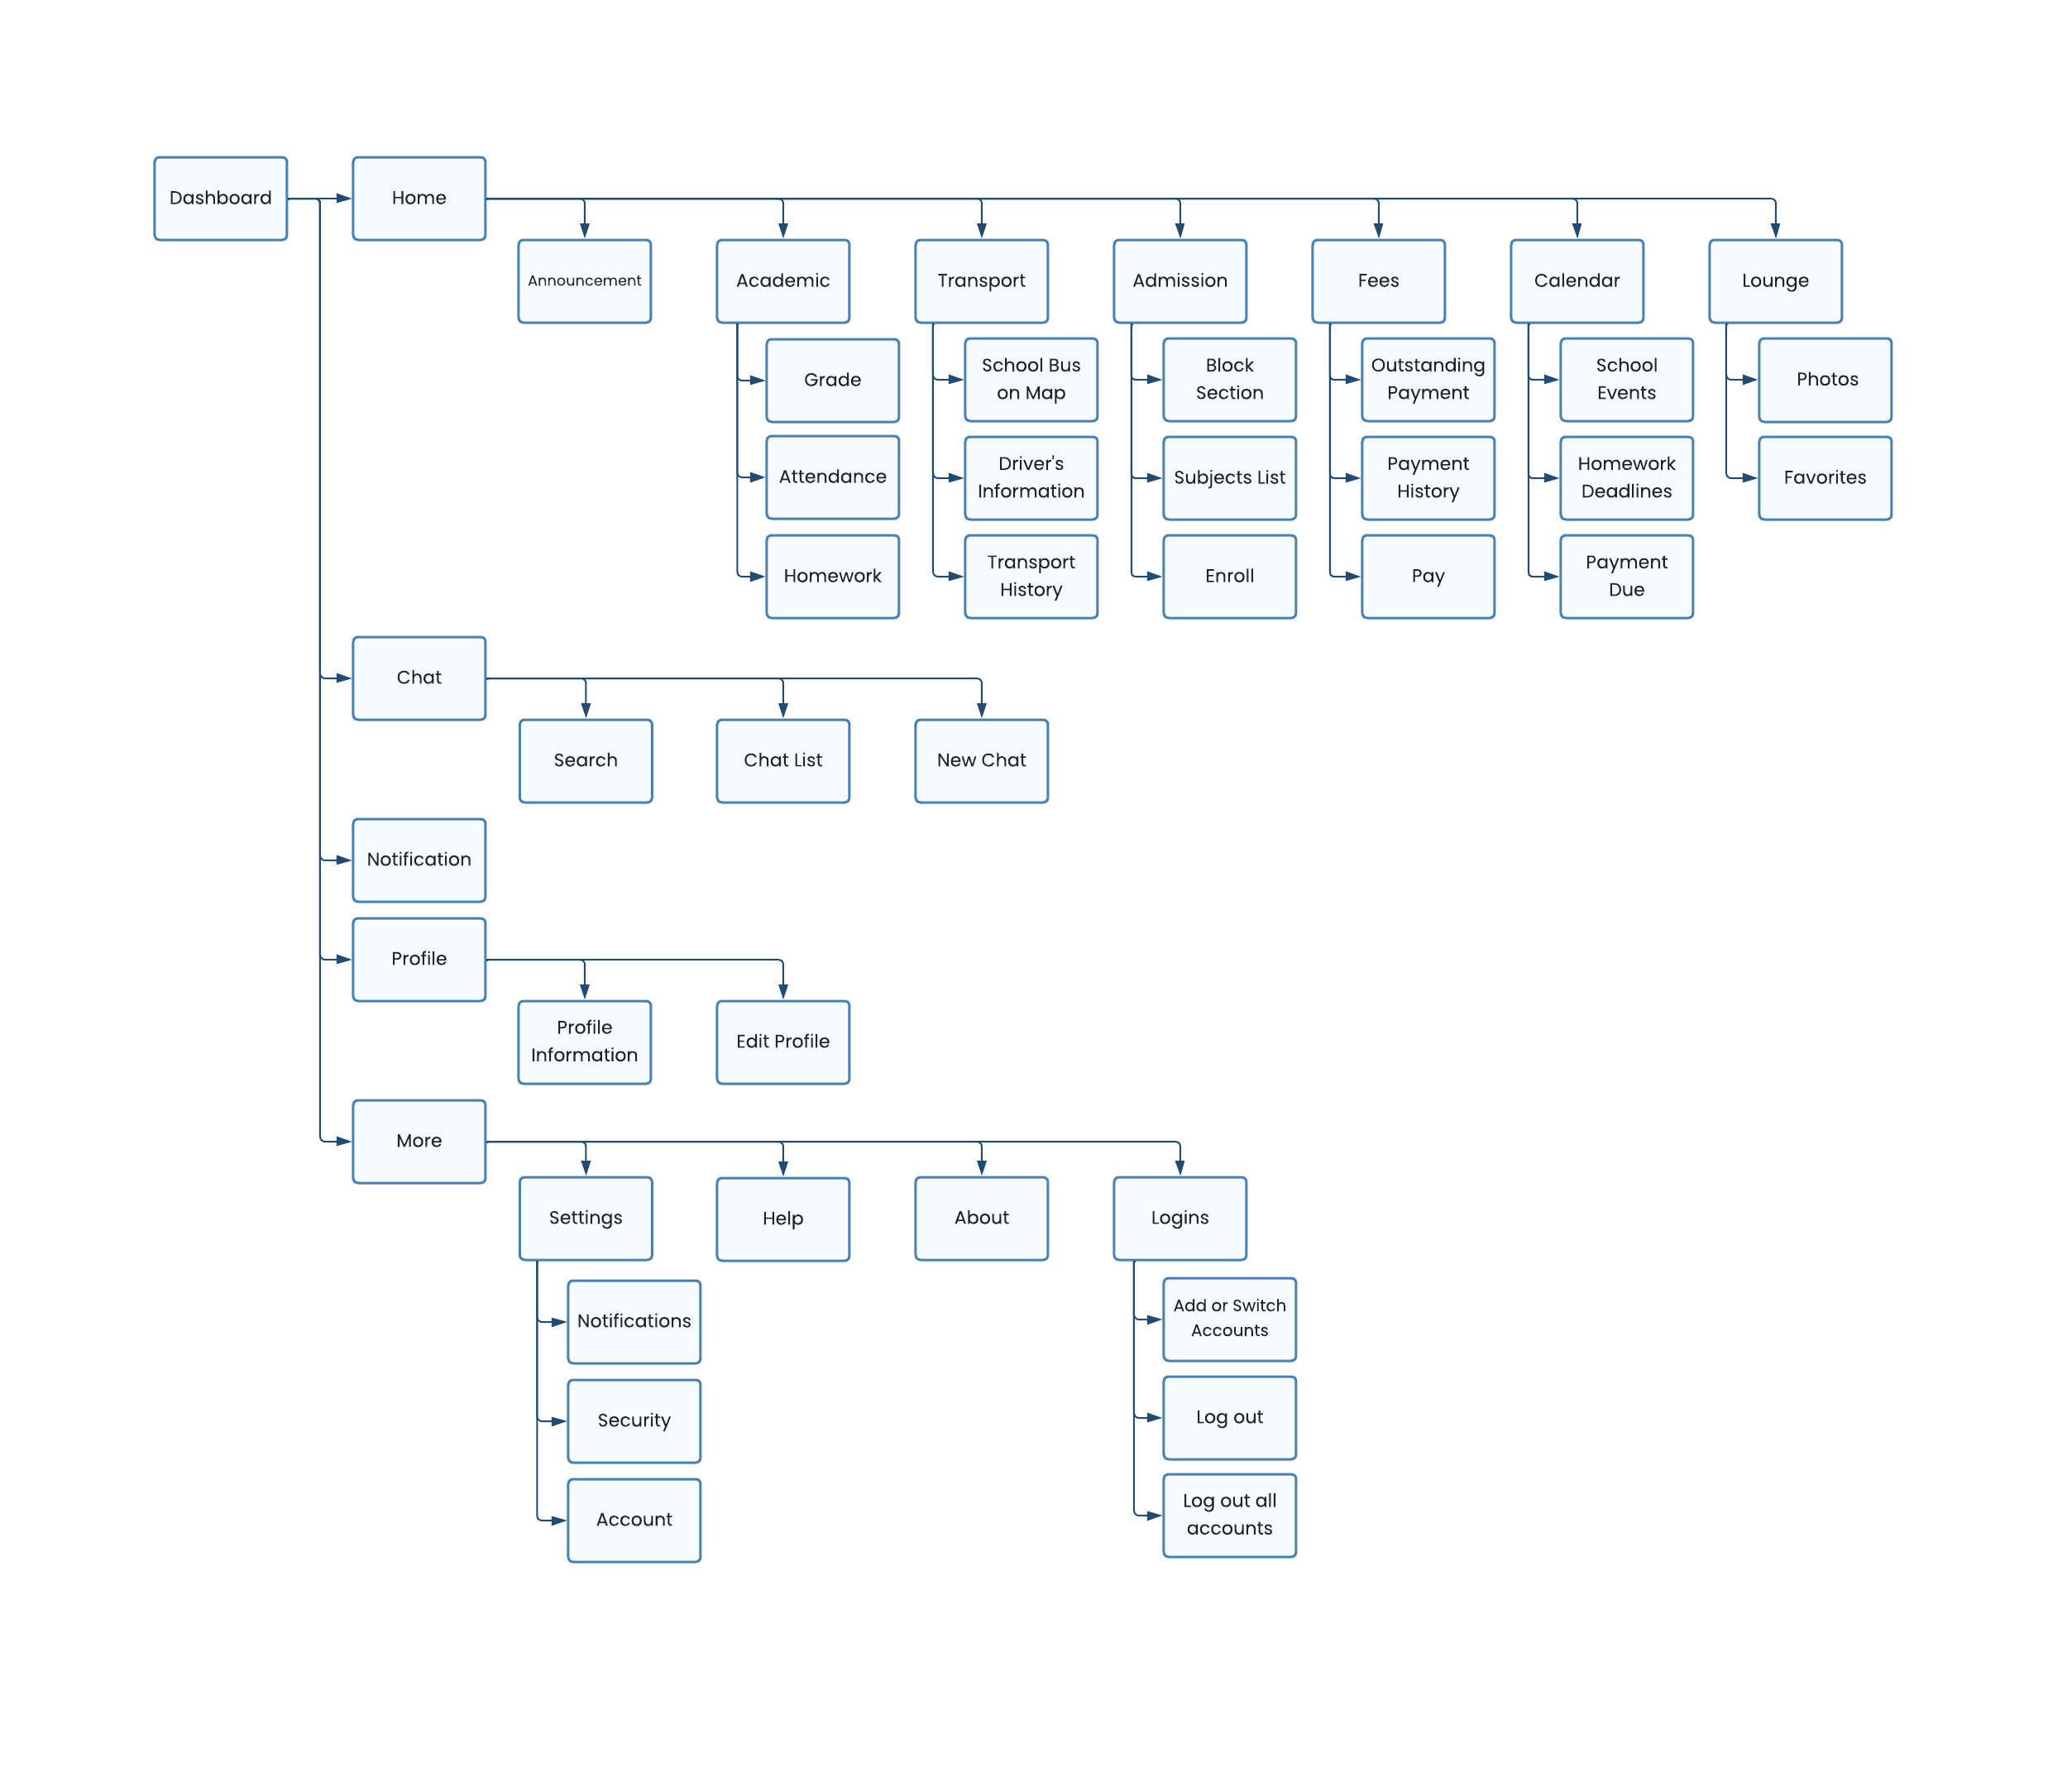 Dashboard
Home
Announcement
Academic
Transport
Admission
Fees
Calendar
Lounge
Grade
Attendance
Homework
School Bus
on Map
Driver's
Information
Transport
History
Block
Section
Subjects List
Enroll
Outstanding
Payment
Payment
History
Pay
School
Events
Homework
Deadlines
Payment
Due
Photos
Favorites
Chat
Search
Chat List
New Chat
Notification
Profile
Profile
Information
Edit Profile
More
Settings
Help
About
Logins
Notifications
Security
Account
Add or Switch
Accounts
Log out
Log out all
accounts